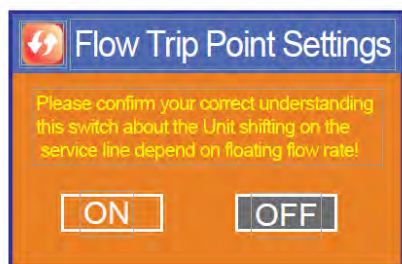 Flow Trip Point Settings
Please confirm your correct understanding
this switch about the Unit shifting on the
service line depend on floating flow rate!
ON OFF